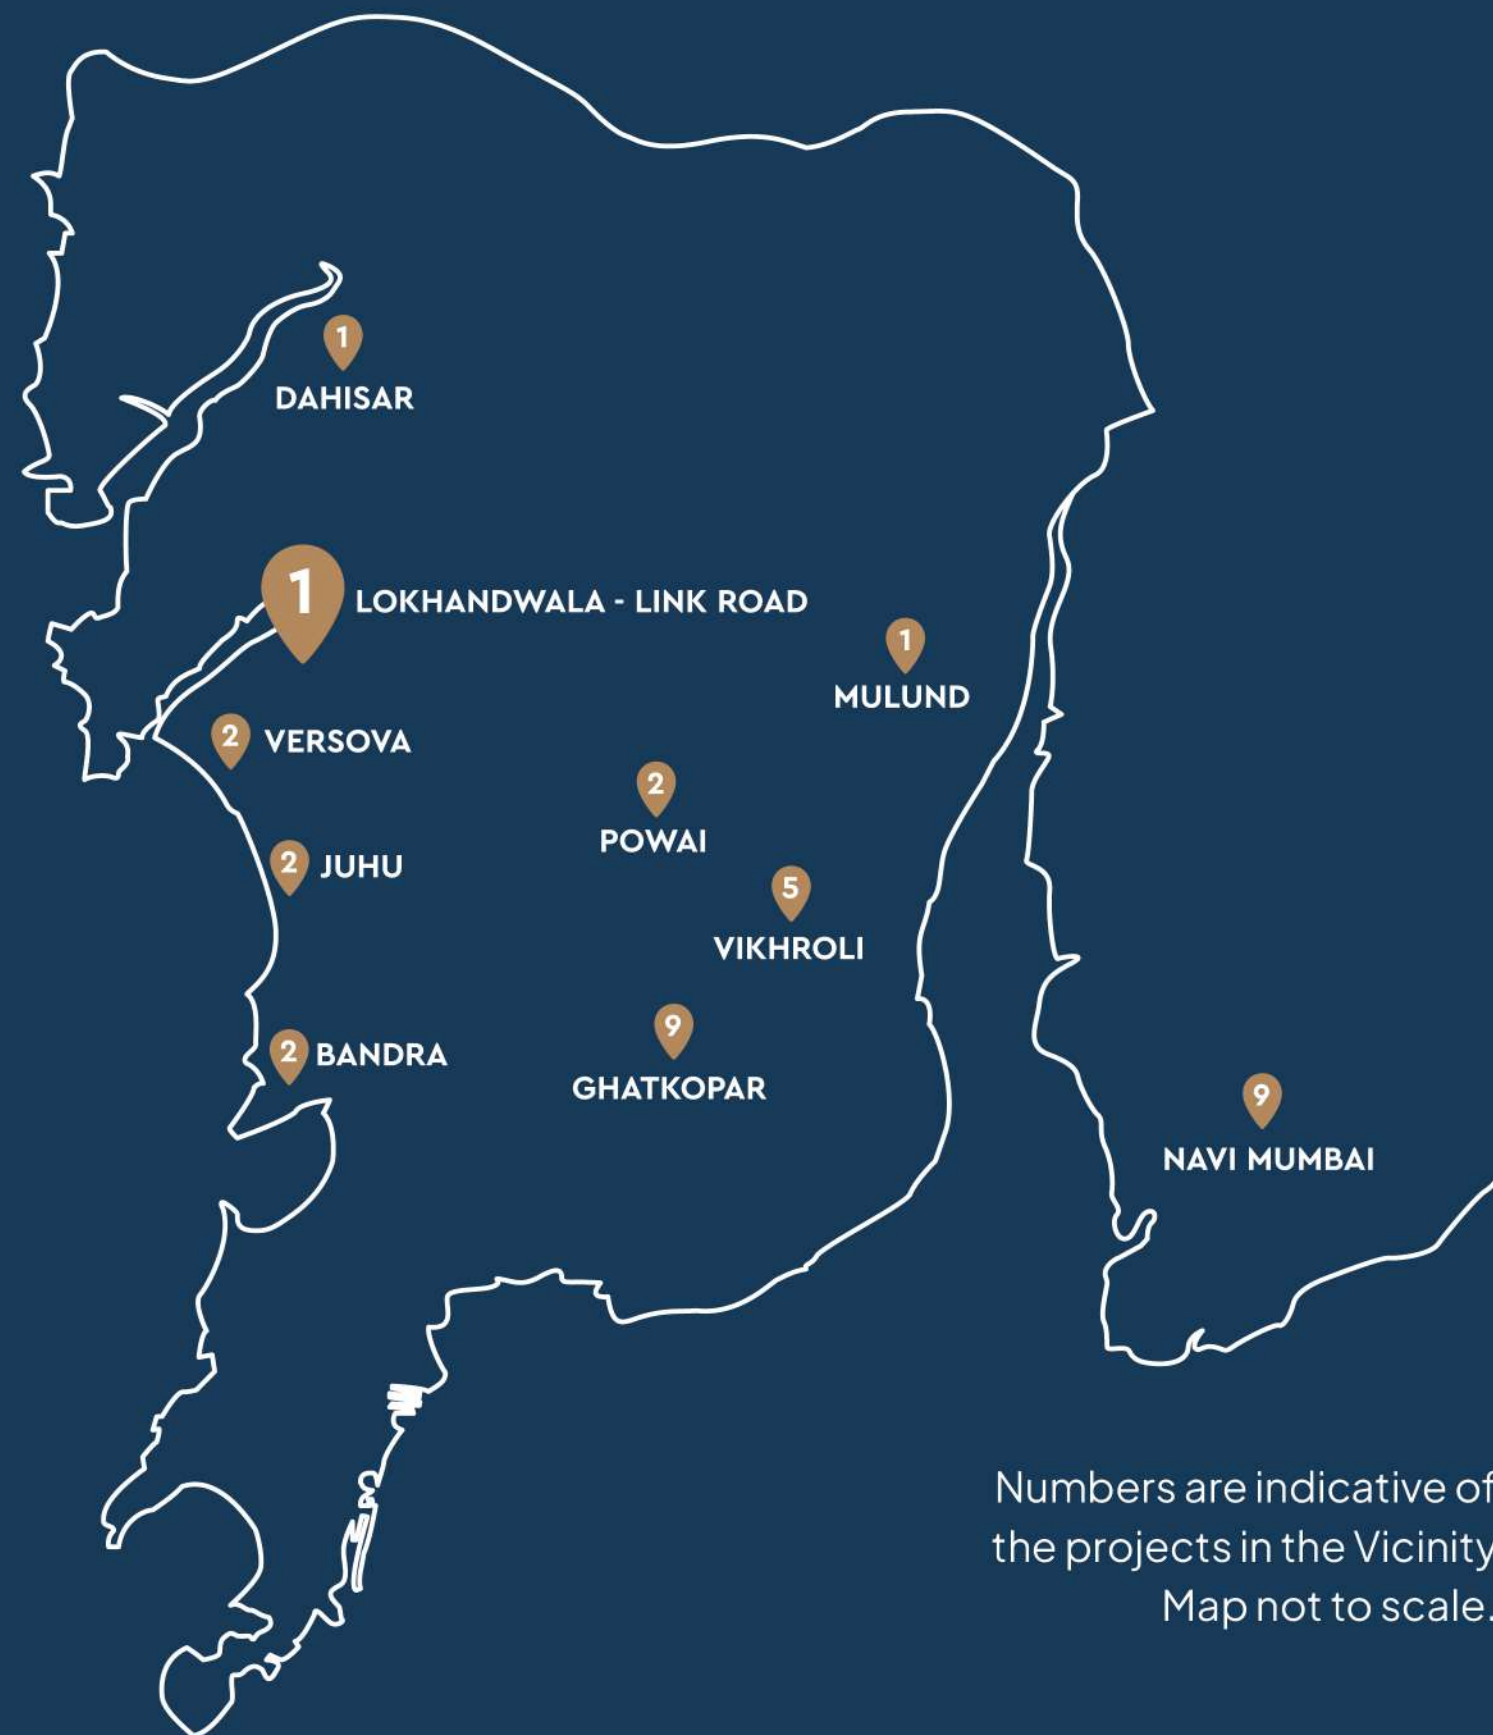 1
DAHISAR
1 LOKHANDWALA - LINK ROAD
1
MULUND
2 VERSOVA
2
POWAI
2 JUHU
5
VIKHROLI
9
GHATKOPAR
2 BANDRA
9
NAVI MUMBAI
Numbers are indicative of
the projects in the Vicinity
Map not to scale.